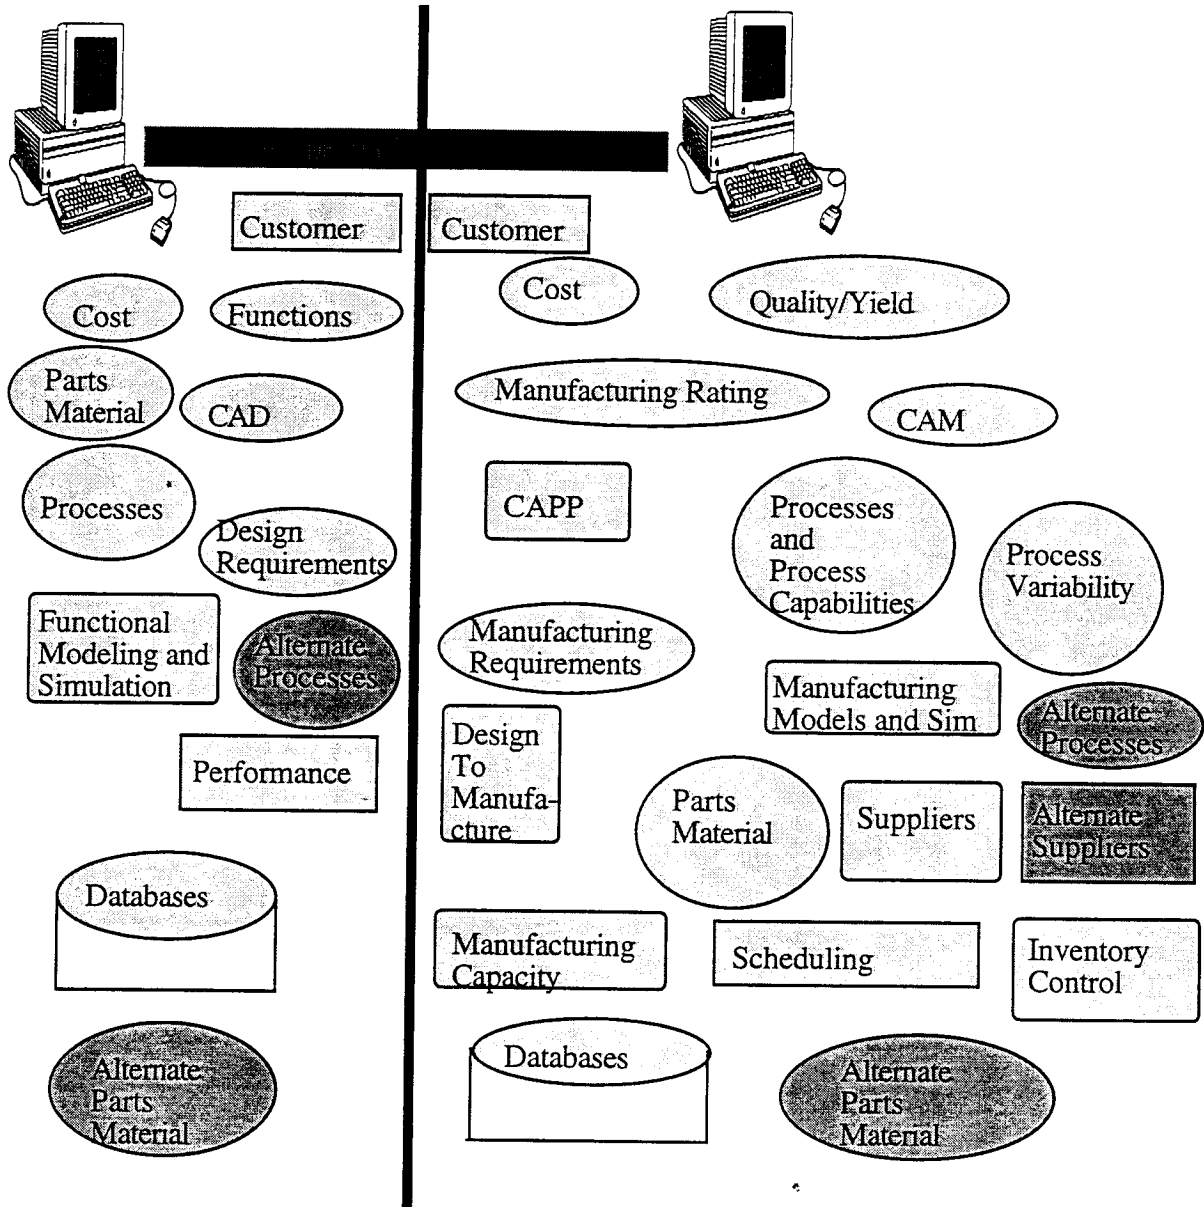 Customer
Customer
Cost
Functions
Cost
Quality/Yield
Parts
Material
CAD
Manufacturing Rating
CAM
Processes
Design
Requirements
CAPP
Processes
and
Process
Capabilities
Process
Variability
Functional
Modeling and
Simulation
Alternate
Processes
Manufacturing
Requirements
Manufacturing
Models and Sim
Alternate
Processes
Performance
Design
To
Manufa-
cture
Parts
Material
Suppliers
Alternate
Suppliers
Databases
Manufacturing
Capacity
Scheduling
Inventory
Control
Alternate
Parts
Material
Databases
Alternate
Parts
Material